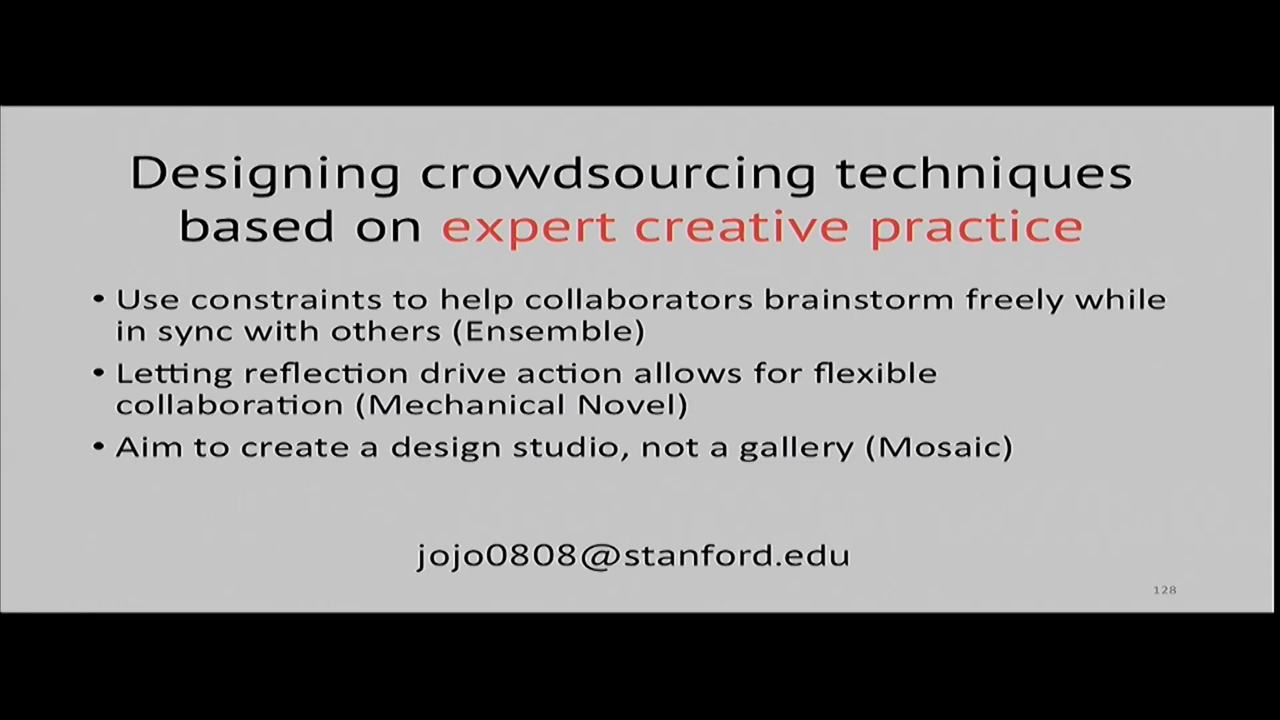 Designing crowdsourcing techniques
based on expert creative practice
• Use constraints to help collaborators brainstorm freely while
in sync with others (Ensemble)
• Letting reflection drive action allows for flexible
collaboration (Mechanical Novel)
• Aim to create a design studio, not a gallery (Mosaic)
jojo0808@stanford.edu
128